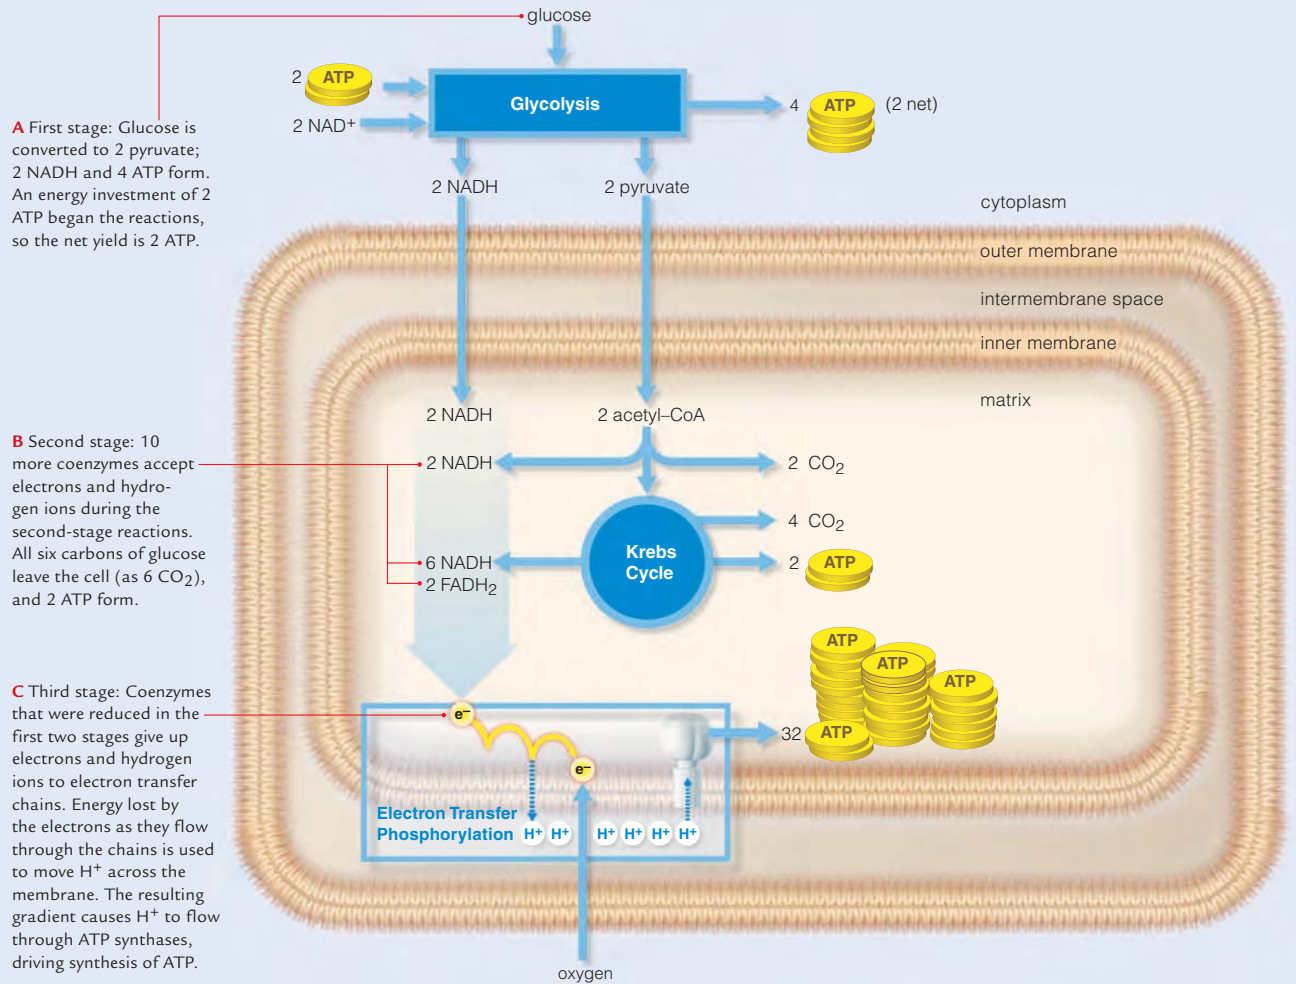 glucose
2 ATP
Glycolysis
4 ATP (2 net)
2 NAD+
A First stage: Glucose is
converted to 2 pyruvate;
2 NADH and 4 ATP form.
An energy investment of 2
ATP began the reactions,
so the net yield is 2 ATP.
2 NADH
2 pyruvate
cytoplasm
outer membrane
intermembrane space
inner membrane
matrix
2 NADH
2 acetyl–CoA
B Second stage: 10
more coenzymes accept
electrons and hydro-
gen ions during the
second-stage reactions.
All six carbons of glucose
leave the cell (as 6 CO2),
and 2 ATP form.
2 NADH
2 CO2
4 CO2
Krebs
Cycle
6 NADH
2 FADH2
2 ATP
C Third stage: Coenzymes
that were reduced in the
first two stages give up
electrons and hydrogen
ions to electron transfer
chains. Energy lost by
the electrons as they flow
through the chains is used
to move H+ across the
membrane. The resulting
gradient causes H+ to flow
through ATP synthases,
driving synthesis of ATP.
ATP
ATP
ATP
e–
32 ATP
e–
Electron Transfer
Phosphorylation H+ H+ H+ H+ H+ H+
oxygen